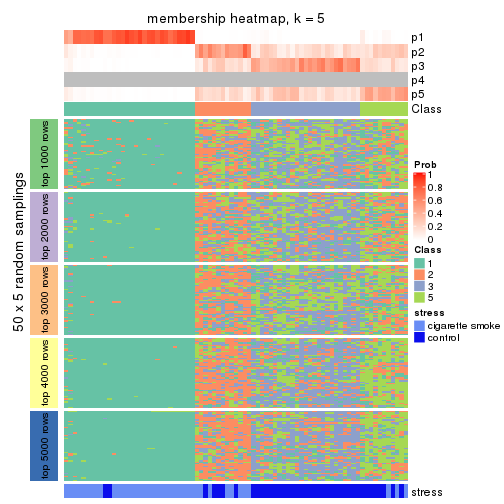 membership heatmap, k = 5
p1
p2
p3
p4
p5
Class
50 x 5 random samplings
top 1000 rows
top 2000 rows
top 3000 rows
top 4000 rows
top 5000 rows
stress
Prob
1
0.8
0.6
0.4
0.2
0
Class
1
2
3
5
stress
cigarette smoke
control